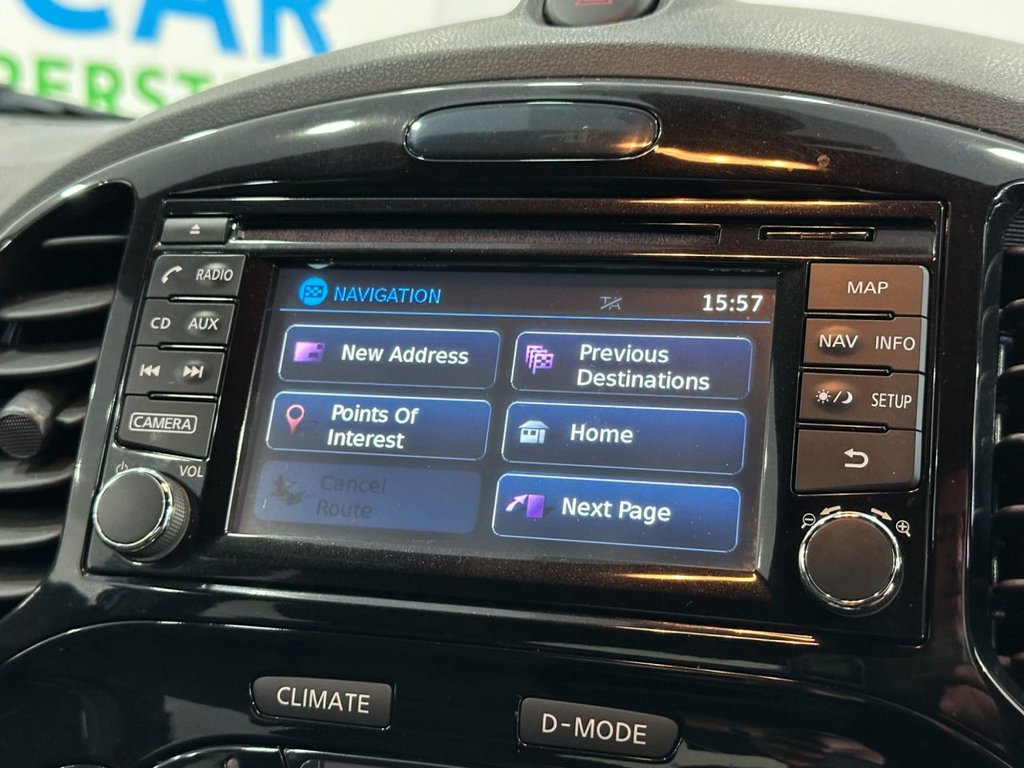 CAR
NAVIGATION
15:57
New Address
Previous
Destinations
Points Of
Interest
Home
Cancel
Route
Next Page
RADIO
CD AUX
CAMERA
VOL
MAP
NAV INFO
SETUP
CLIMATE
D-MODE